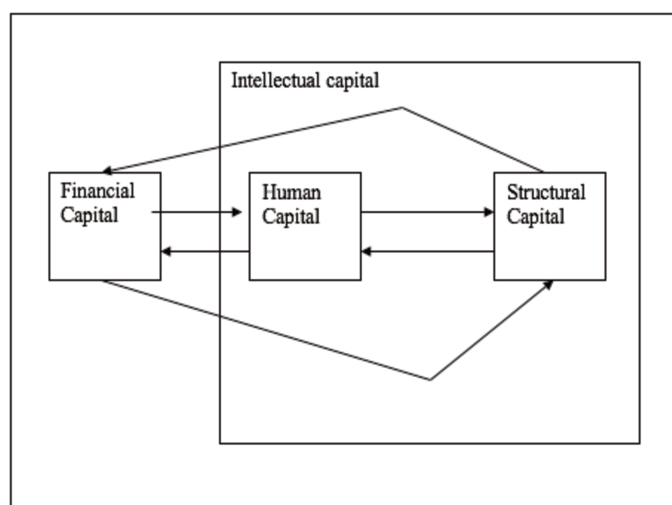 Intellectual capital
Financial
Capital
Human
Capital
Structural
Capital